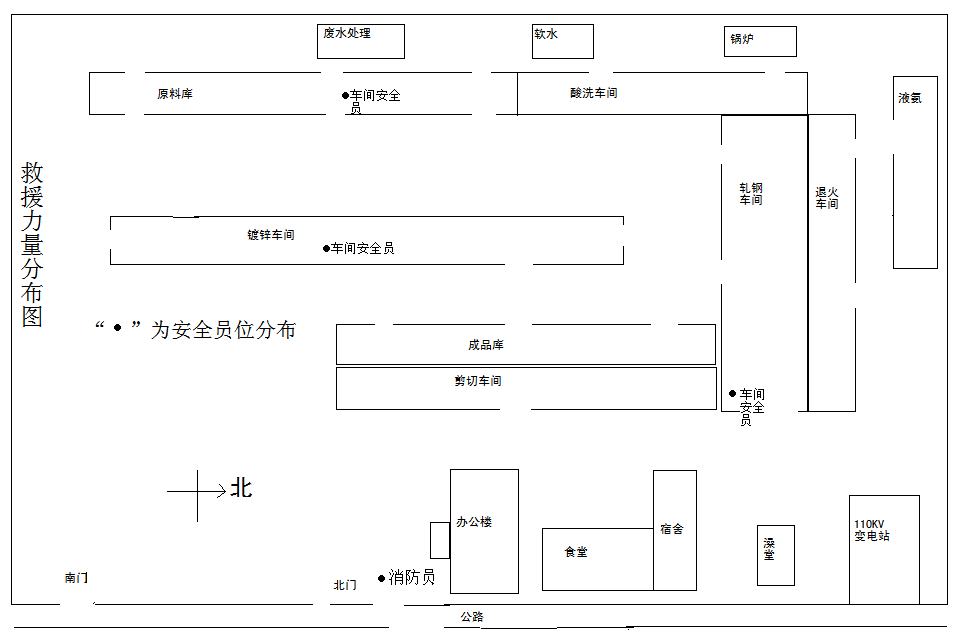 废水处理
软水
锅炉
原料库
车间安全
员
酸洗车间
液氨
救援力量分布图
轧钢
车间
退火
车间
镀锌车间
车间安全员
“•”为安全员位分布
成品库
剪切车间
车间
安全
员
北
办公楼
食堂
宿舍
澡
堂
110KV
变电站
南门
北门
消防员
公路